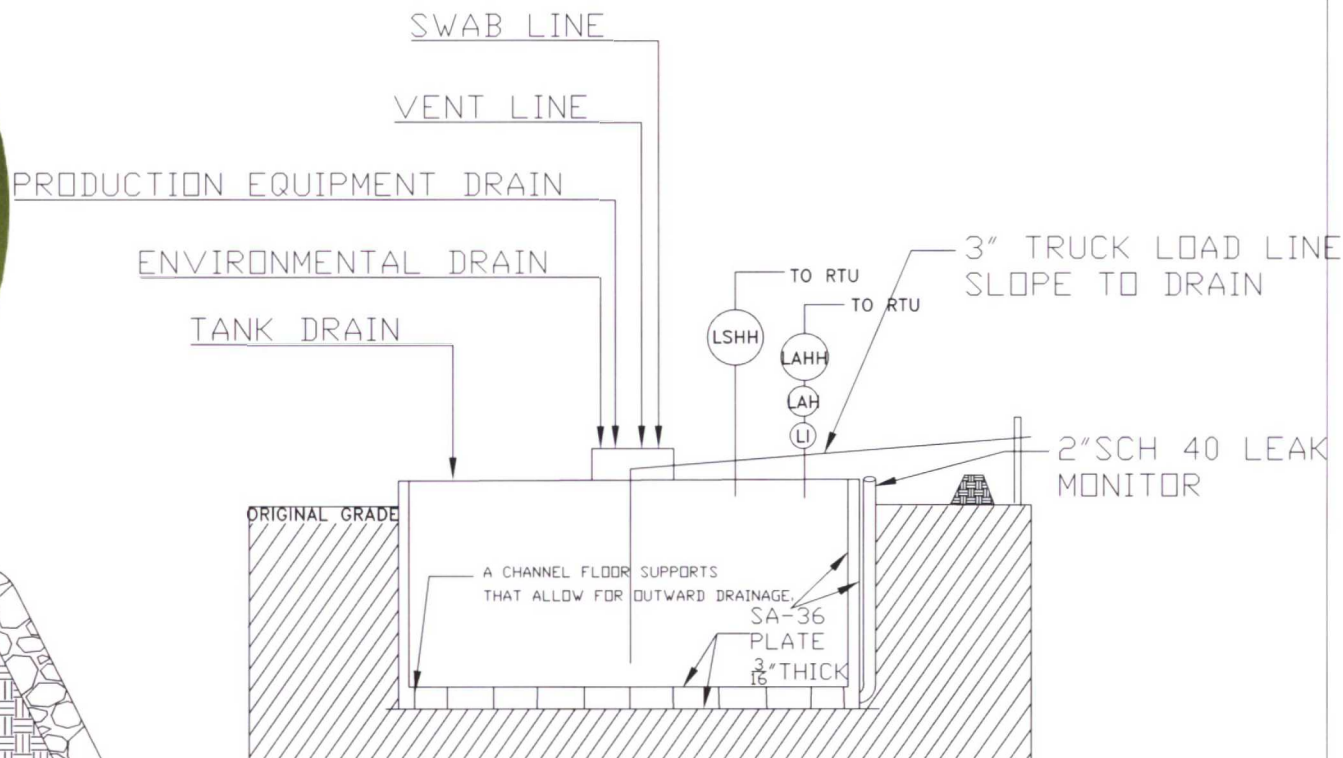 SWAB LINE
VENT LINE
PRODUCTION EQUIPMENT DRAIN
ENVIRONMENTAL DRAIN
TANK DRAIN
TO RTU
TO RTU
3" TRUCK LOAD LINE
SLOPE TO DRAIN
LSHH
LAHH
LAH
LI
2"SCH 40 LEAK
MONITOR
ORIGINAL GRADE
A CHANNEL FLOOR SUPPORTS
THAT ALLOW FOR OUTWARD DRAINAGE.
SA-36
PLATE
3/16"THICK